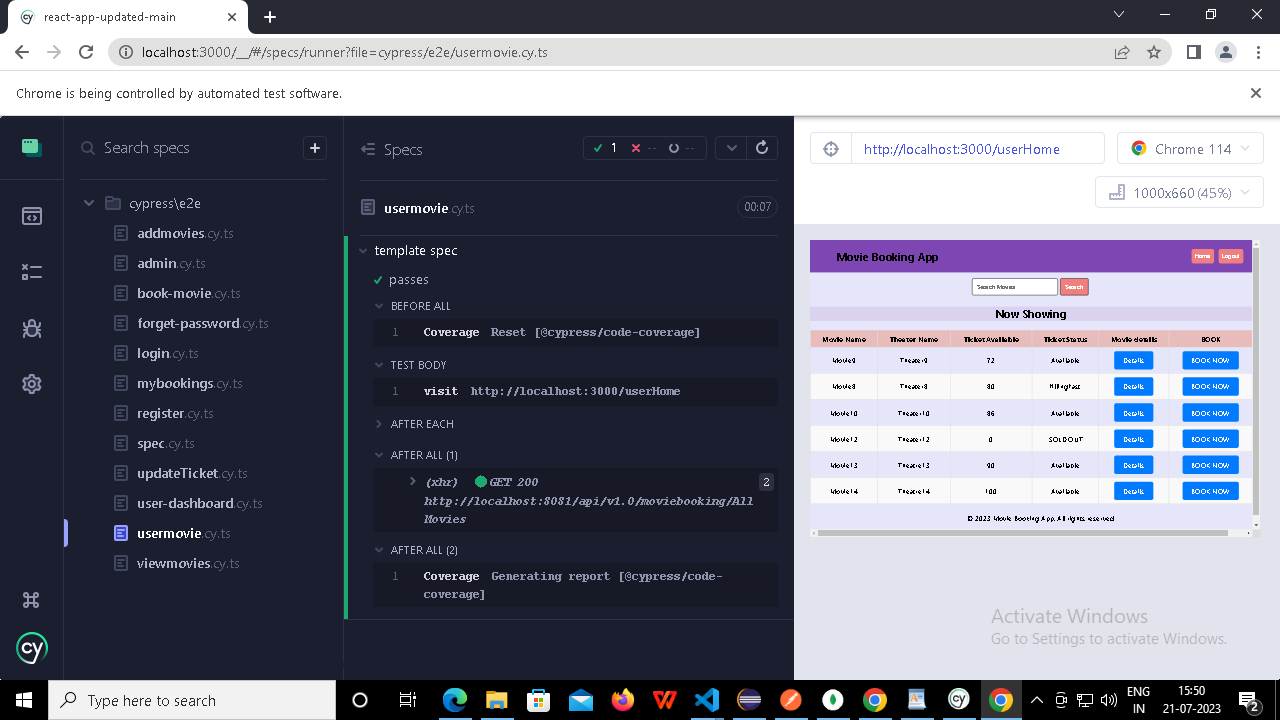 react-app-updated-main
localhost:3000/__/#/specs/runner?file=cypress/e2e/usermovie.cy.ts
Chrome is being controlled by automated test software.
Search specs
cypress\e2e
addmovies.cy.ts
admin.cy.ts
book-movie.cy.ts
forget-password.cy.ts
login.cy.ts
mybookings.cy.ts
register.cy.ts
spec.cy.ts
updateTicket.cy.ts
user-dashboard.cy.ts
usermovie.cy.ts
viewmovies.cy.ts
cy
Specs
1 -- --
usermovie.cy.ts 00:07
template spec
passes
BEFORE ALL
1 Coverage Reset [@cypress/code-coverage]
TEST BODY
1 visit http://localhost:3000/userHome
AFTER EACH
AFTER ALL (1)
(xhr) GET 200 2
http://localhost:8081/api/v1.0/moviebooking/All
Movies
AFTER ALL (2)
1 Coverage Generating report [@cypress/code-
coverage]
http://localhost:3000/userHome Chrome 114
1000x660 (45%)
Movie Booking App Home Logout
Search Movies Search
Now Showing
Movie Name Theater Name Ticket Available Ticket Status Movie details BOOK
Movie9 Theater9 72 Available Details BOOK NOW
Movie8 Theater8 Details BOOK NOW
Movie10 Theater10 86 Available Details BOOK NOW
Movie12 Theater12 0 SOLD OUT Details BOOK NOW
Movie13 Theater13 90 Available Details BOOK NOW
Movie14 Theater14 100 Available Details BOOK NOW
© 2023 Movie Booking App. All rights reserved.
Activate Windows
Go to Settings to activate Windows.
Type here to search
ENG
IN
15:50
21-07-2023
2